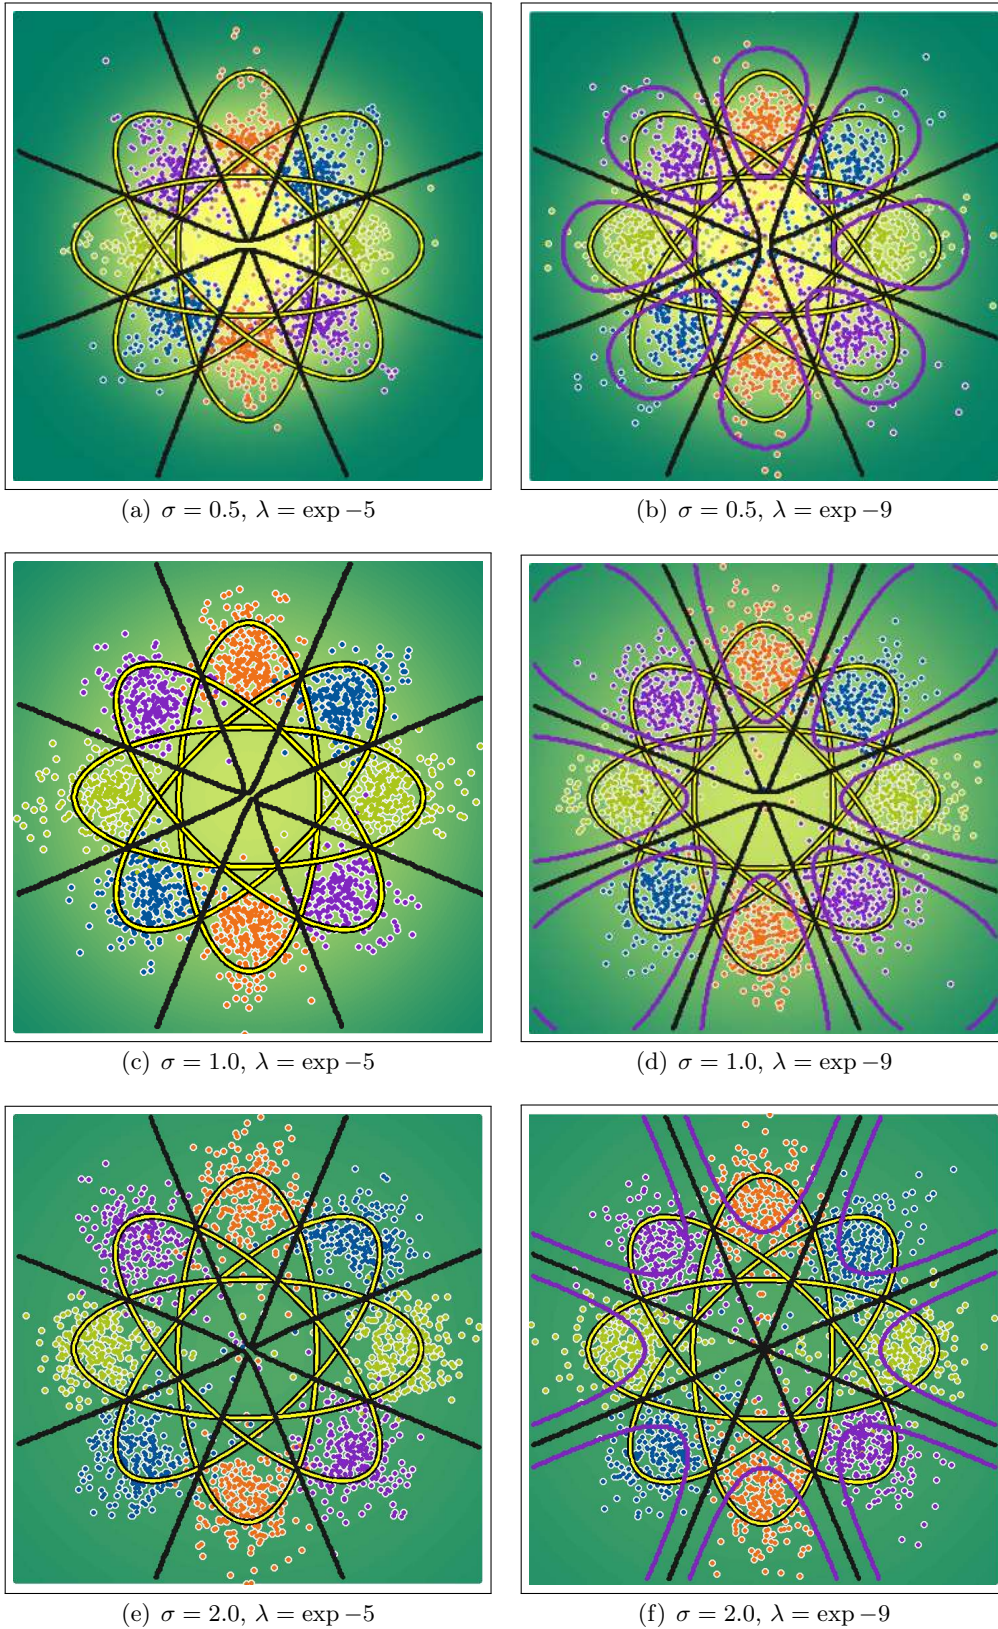 (a) σ = 0.5, λ = exp −5
(b) σ = 0.5, λ = exp −9
(c) σ = 1.0, λ = exp −5
(d) σ = 1.0, λ = exp −9
(e) σ = 2.0, λ = exp −5
(f) σ = 2.0, λ = exp −9